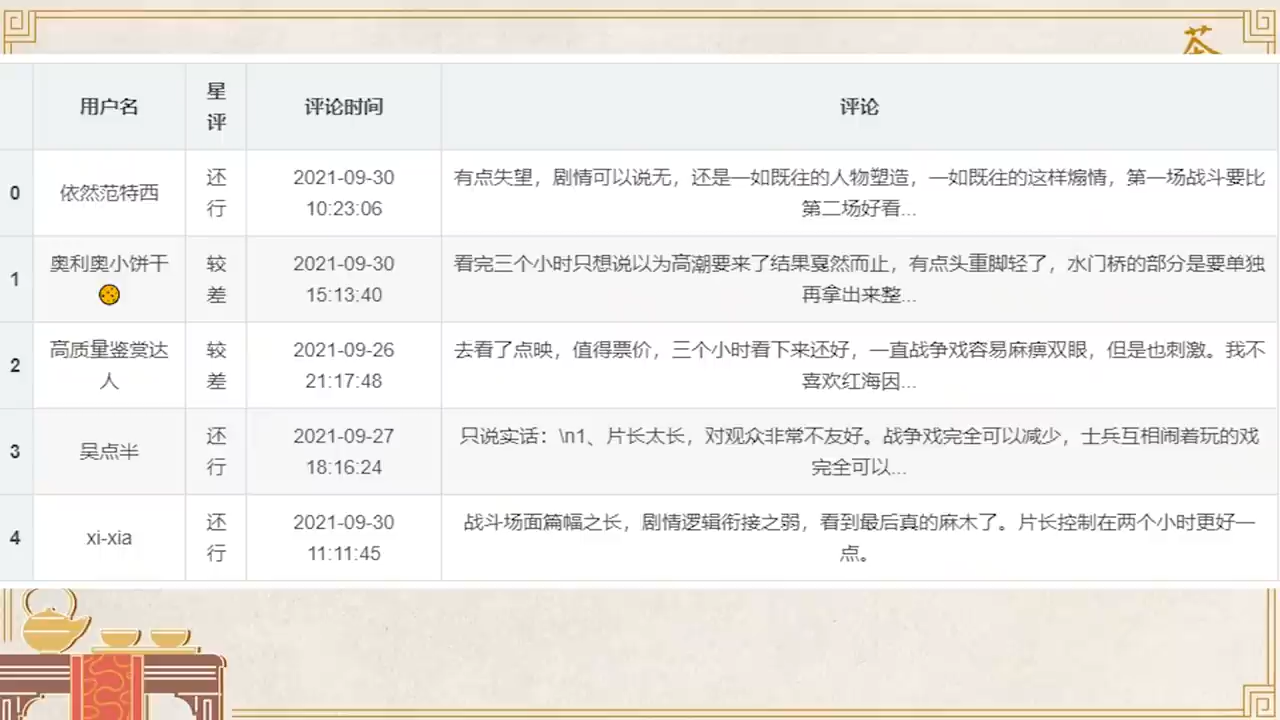 茶
用户名
星
评
评论时间
评论
0
依然范特西
还
行
2021-09-30
10:23:06
有点失望，剧情可以说无，还是一如既往的人物塑造，一如既往的这样煽情，第一场战斗要比
第二场好看...
1
奥利奥小饼干
较
差
2021-09-30
15:13:40
看完三个小时只想说以为高潮要来了结果戛然而止，有点头重脚轻了，水门桥的部分是要单独
再拿出来整...
2
高质量鉴赏达
人
较
差
2021-09-26
21:17:48
去看了点映，值得票价，三个小时看下来还好，一直战争戏容易麻痹双眼，但是也刺激。我不
喜欢红海因...
3
吴点半
还
行
2021-09-27
18:16:24
只说实话：\n1、片长太长，对观众非常不友好。战争戏完全可以减少，士兵互相闹着玩的戏
完全可以...
4
xi-xia
还
行
2021-09-30
11:11:45
战斗场面篇幅之长，剧情逻辑衔接之弱，看到最后真的麻木了。片长控制在两个小时更好一
点。